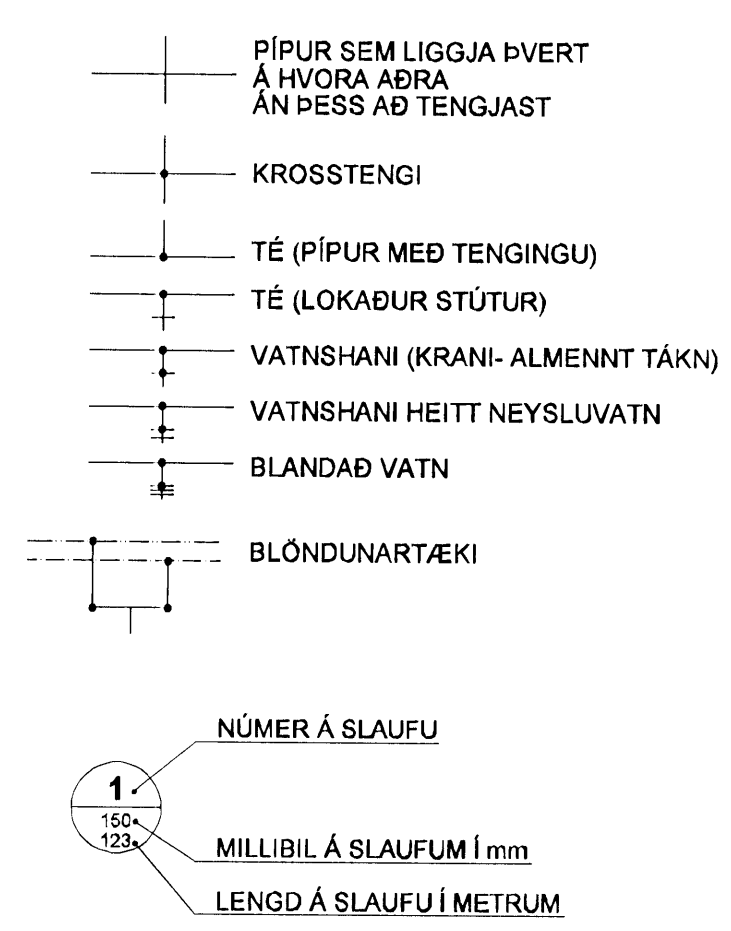 PÍPUR SEM LIGGJA ÞVERT
Á HVORA AÐRA
ÁN ÞESS AÐ TENGJAST
KROSSTENGI
TÉ (PÍPUR MEÐ TENGINGU)
TÉ (LOKAÐUR STÚTUR)
VATNSHANI (KRANI- ALMENNT TÁKN)
VATNSHANI HEITT NEYSLUVATN
BLANDAÐ VATN
BLÖNDUNARTÆKI
NÚMER Á SLAUFU
1
150
123
MILLIBIL Á SLAUFUM Í mm
LENGD Á SLAUFU Í METRUM